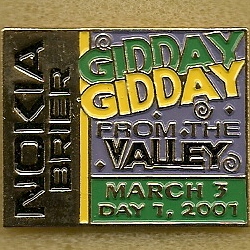 NOKIA
BRIER
GIDDAY
GIDDAY
FROM THE
VALLEY
MARCH 3
DAY 1, 2001